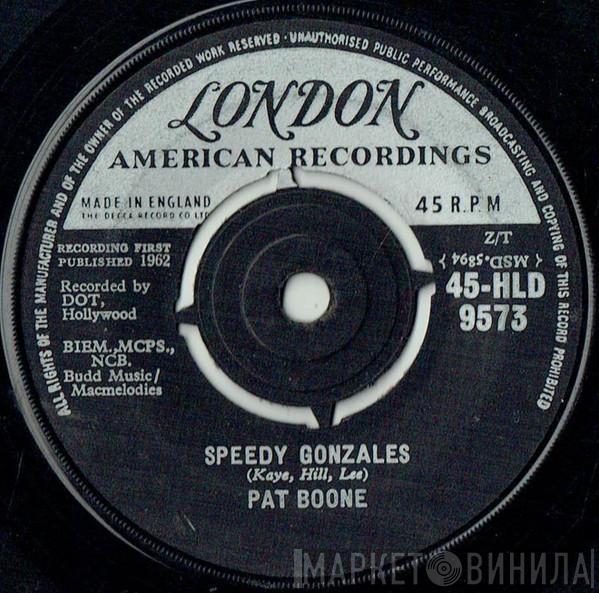 ALL RIGHTS OF THE MANUFACTURER AND OF THE OWNER OF THE RECORDED WORK RESERVED · UNAUTHORISED PUBLIC PERFORMANCE BROADCASTING AND COPYING OF THIS RECORD PROHIBITED
LONDON
AMERICAN RECORDINGS
MADE IN ENGLAND
THE DECCA RECORD CO LTD
45 R.P.M
RECORDING FIRST
PUBLISHED 1962
Recorded by
DOT,
Hollywood
BIEM.,MCPS.,
NCB.
Budd Music/
Macmelodies
Z/T
(MSD.5894)
45-HLD
9573
SPEEDY GONZALES
(Kaye, Hill, Lee)
PAT BOONE
МАРКЕТ ВИНИЛА